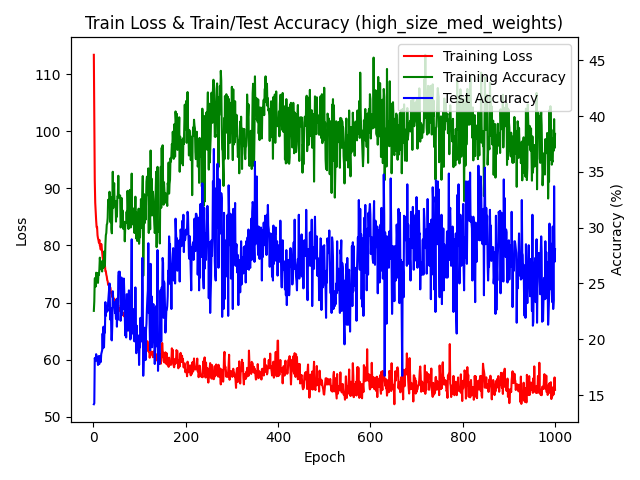 Train Loss & Train/Test Accuracy (high_size_med_weights)
Training Loss
Training Accuracy
Test Accuracy
Loss
110
100
90
80
70
60
50
45
40
35
30
25
20
15
Accuracy (%)
0 200 400 600 800 1000
Epoch